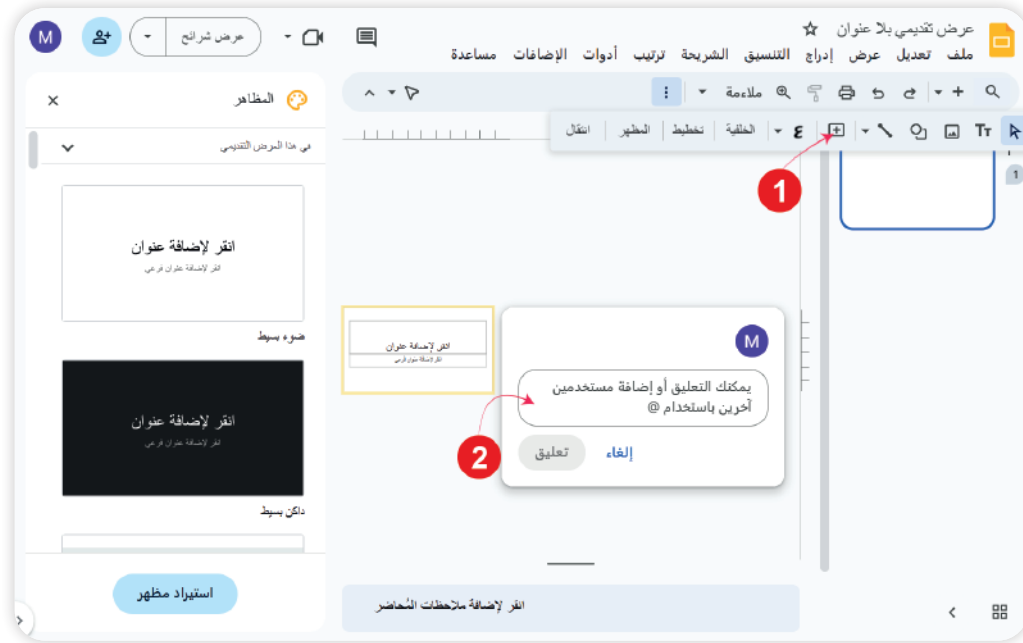 عرض تقديمي بلا عنوان
عرض شرائح
M
ملف تعديل عرض إدراج التنسيق الشريحة ترتيب أدوات الإضافات مساعدة
ملاءمة
Tт الخلفية تخطيط المظهر انتقال
1
1
المظاهر
في هذا العرض التقديمي
انقر لإضافة عنوان
انقر لإضافة عنوان فرعي
ضوء بسيط
انقر لإضافة عنوان
انقر لإضافة عنوان فرعي
داكن بسيط
استيراد مظهر
انقر لإضافة عنوان
انقر لإضافة عنوان فرعي
M
يمكنك التعليق أو إضافة مستخدمين
آخرين باستخدام @
إلغاء تعليق
2
انقر لإضافة ملاحظات المُحاضر